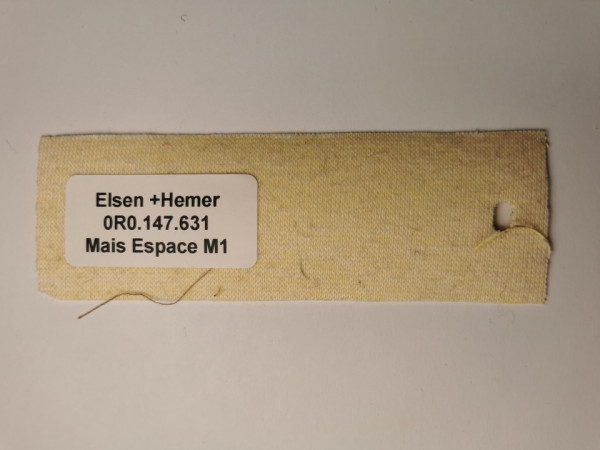 Elsen +Hemer
0R0.147.631
Mais Espace M1